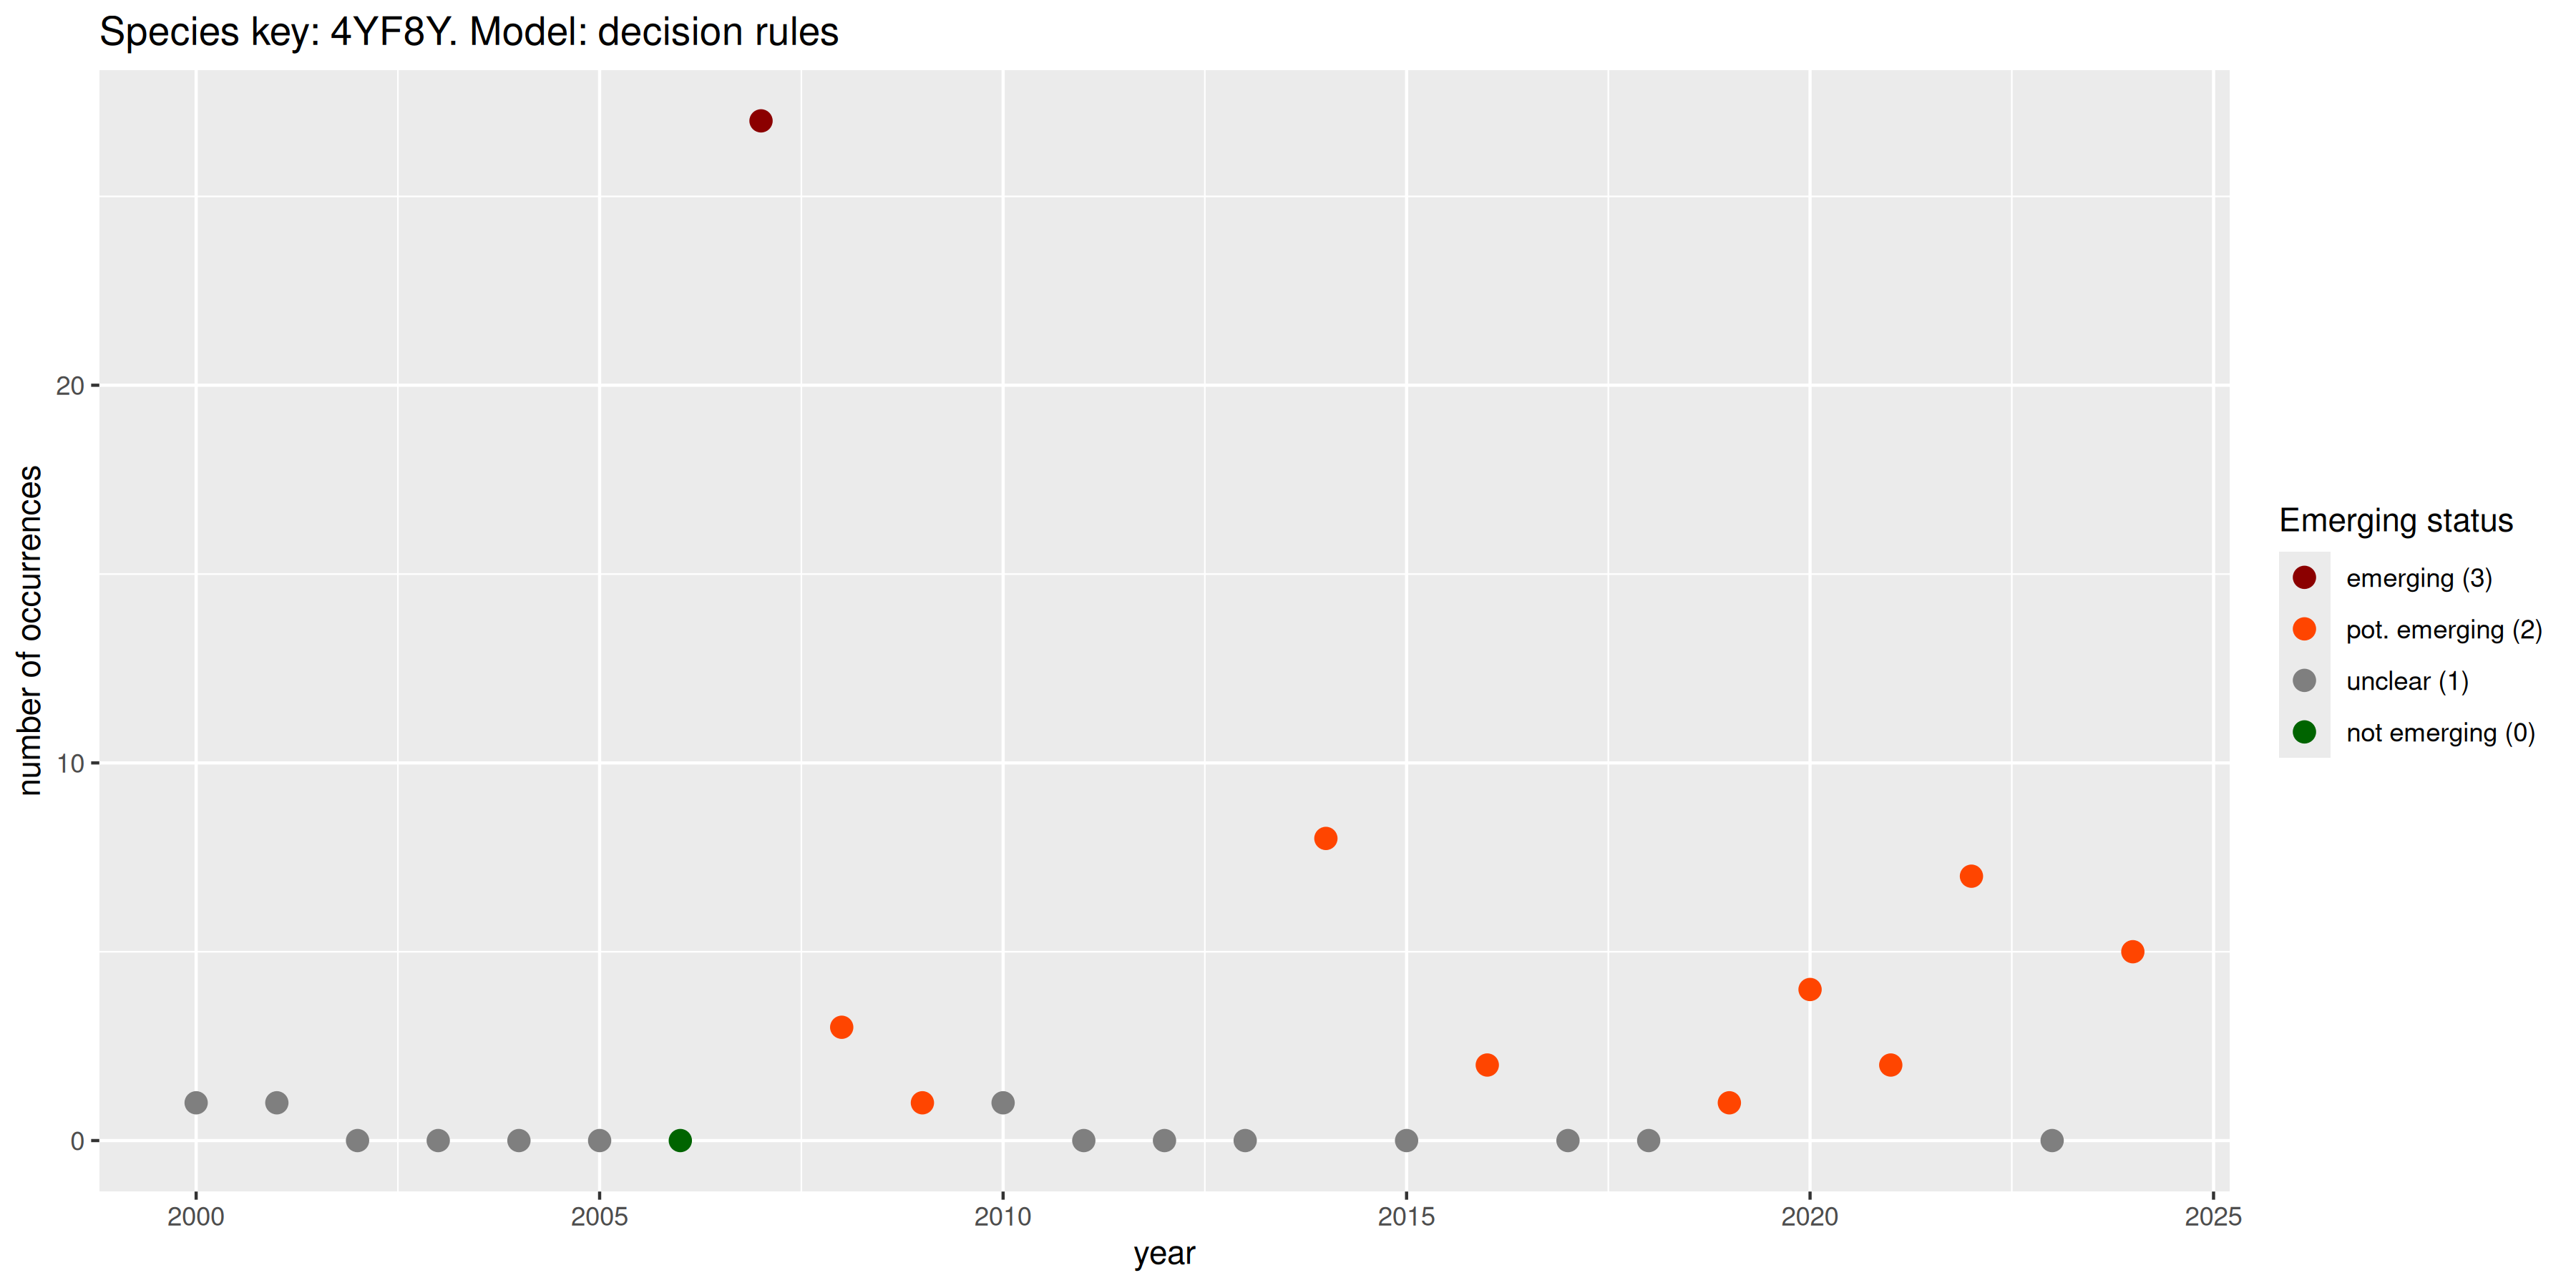 Species key: 4YF8Y. Model: decision rules
number of occurrences
20
10
0
2000
2005
2010
2015
2020
2025
year
Emerging status
emerging (3)
pot. emerging (2)
unclear (1)
not emerging (0)